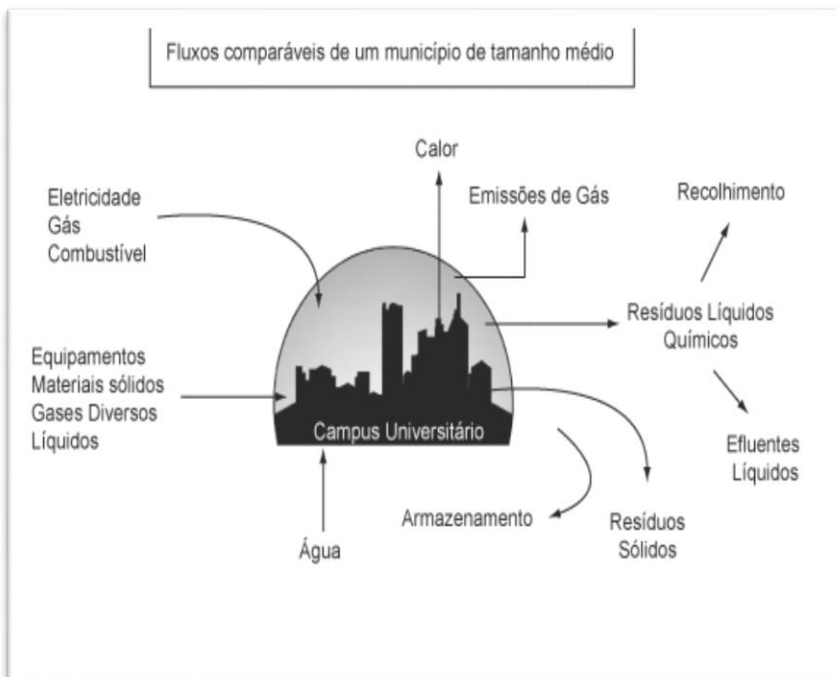 Fluxos comparáveis de um município de tamanho médio
Calor
Eletricidade
Gás
Combustível
Emissões de Gás
Recolhimento
Resíduos Líquidos
Químicos
Equipamentos
Materiais sólidos
Gases Diversos
Líquidos
Campus Universitário
Efluentes
Líquidos
Armazenamento
Resíduos
Sólidos
Água